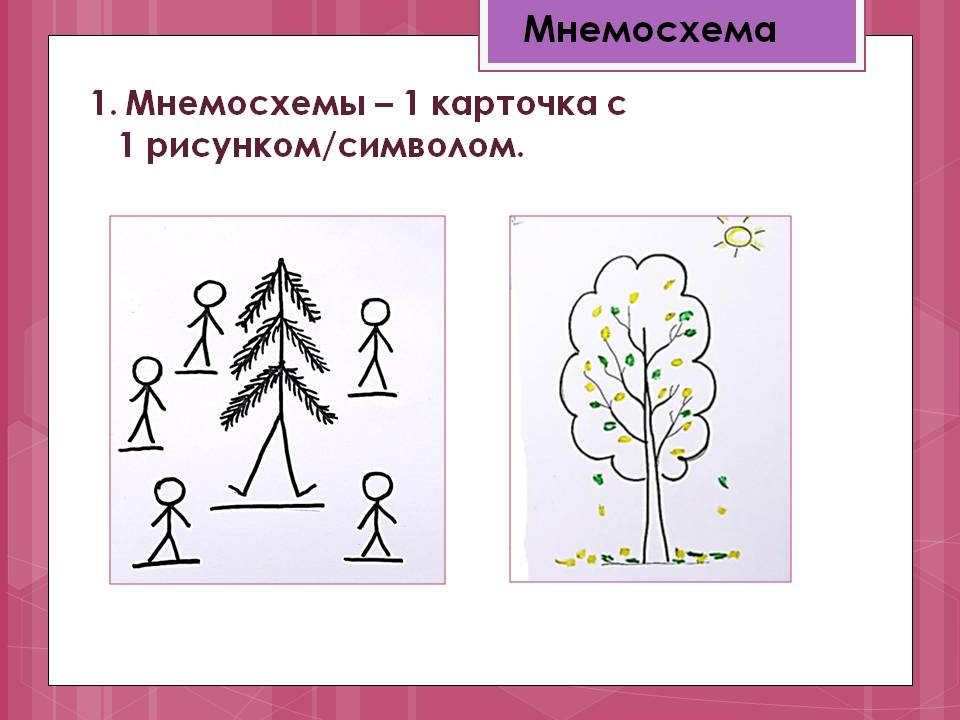 Мнемосхема
1. Мнемосхемы – 1 карточка с
1 рисунком/символом.